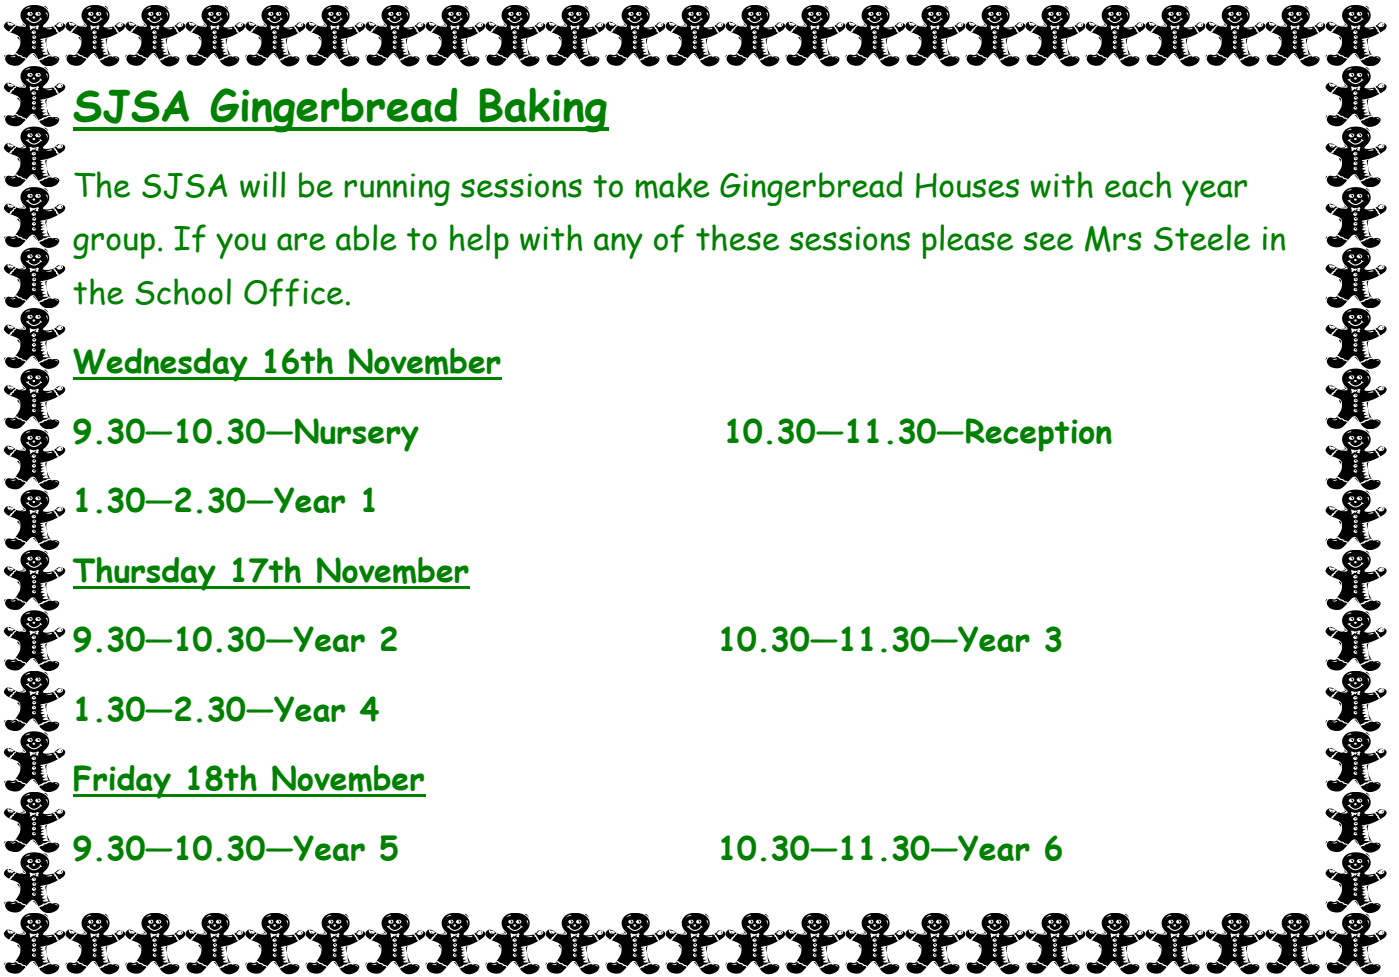 SJSA Gingerbread Baking
The SJSA will be running sessions to make Gingerbread Houses with each year
group. If you are able to help with any of these sessions please see Mrs Steele in
the School Office.
Wednesday 16th November
9.30—10.30—Nursery 10.30—11.30—Reception
1.30—2.30—Year 1
Thursday 17th November
9.30—10.30—Year 2 10.30—11.30—Year 3
1.30—2.30—Year 4
Friday 18th November
9.30—10.30—Year 5 10.30—11.30—Year 6